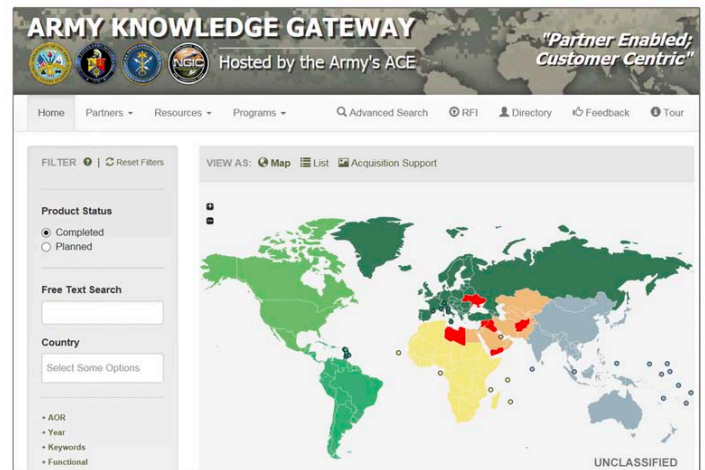 ARMY KNOWLEDGE GATEWAY
Hosted by the Army's ACE
"Partner Enabled;
Customer Centric"
NGIC
Home Partners Resources Programs Advanced Search RFI Directory Feedback Tour
FILTER | Reset Filters
VIEW AS: Map List Acquisition Support
Product Status
Completed
Planned
Free Text Search
Country
Select Some Options
+ AOR
+ Year
+ Keywords
+ Functional
UNCLASSIFIED